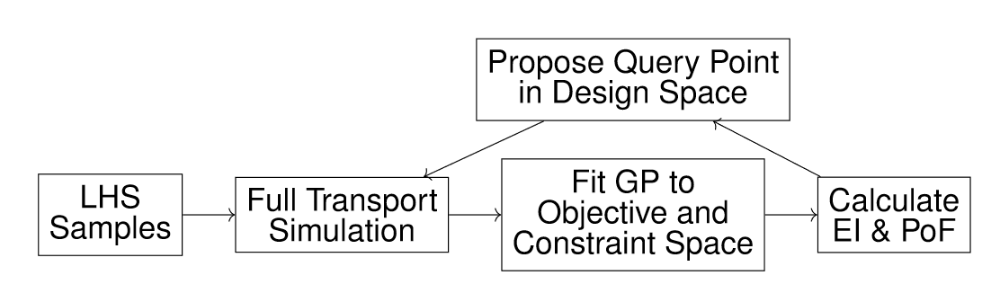 Propose Query Point
in Design Space
LHS
Samples
Full Transport
Simulation
Fit GP to
Objective and
Constraint Space
Calculate
EI & PoF